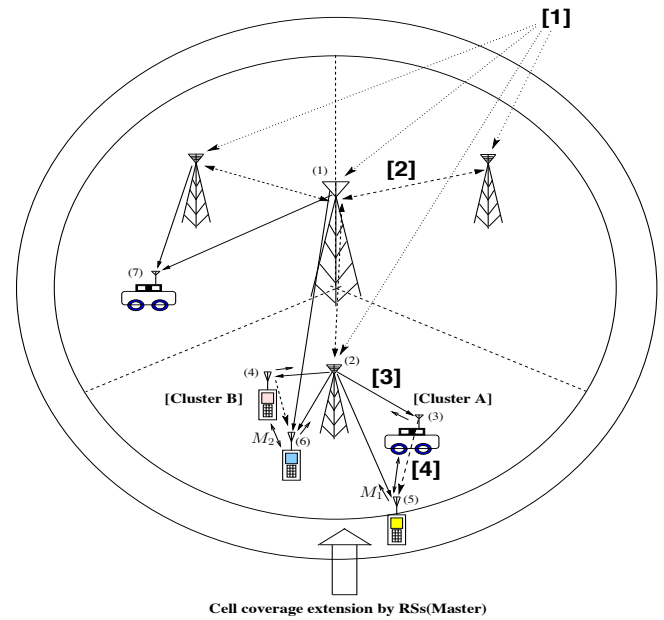 [1]
(1)
[2]
(7)
(2)
(4)
[3]
[Cluster B]
[Cluster A]
(3)
M2
(6)
[4]
M1
(5)
Cell coverage extension by RSs(Master)